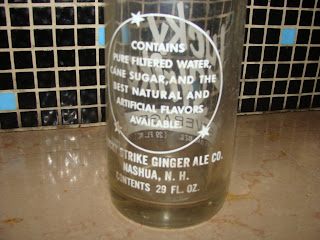 CONTAINS
PURE FILTERED WATER,
CANE SUGAR, AND THE
BEST NATURAL AND
ARTIFICIAL FLAVORS
AVAILABLE.
STRIKE GINGER ALE CO.
NASHUA, N. H.
CONTENTS 29 FL. OZ.